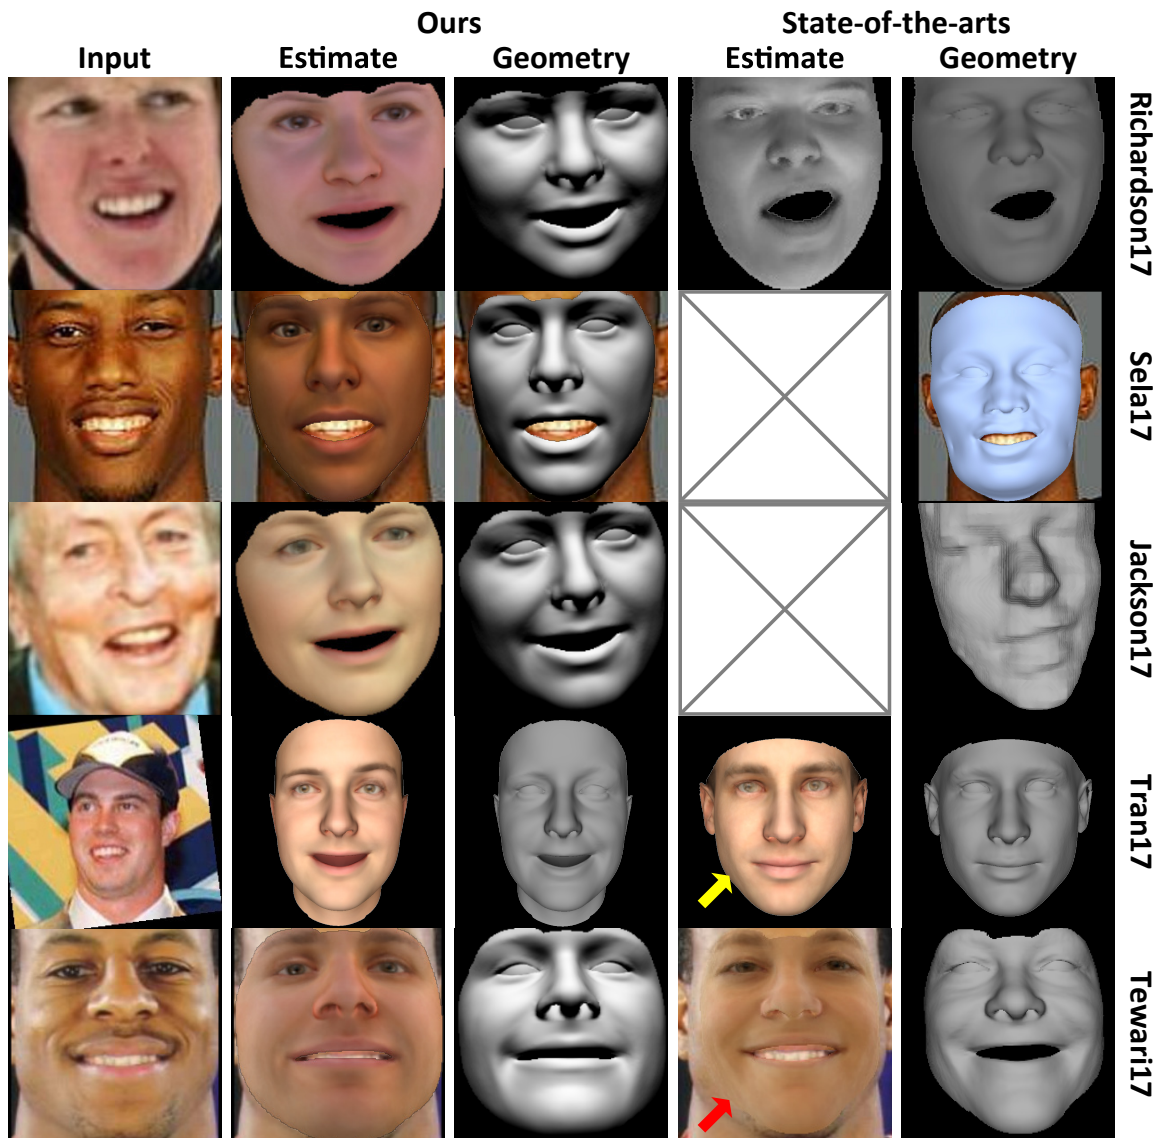 Ours State-of-the-arts
Input Estimate Geometry Estimate Geometry
Richardson17
Sela17
Jackson17
Tran17
Tewari17